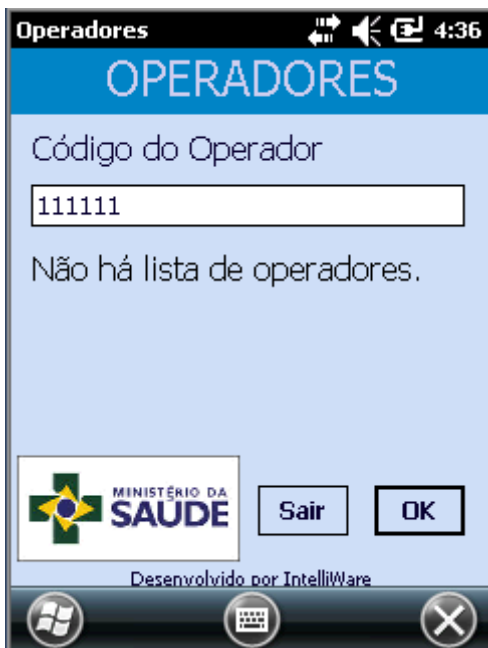 Operadores 4:36
OPERADORES
Código do Operador
111111
Não há lista de operadores.
MINISTÉRIO DA
SAÚDE
Sair OK
Desenvolvido por IntelliWare